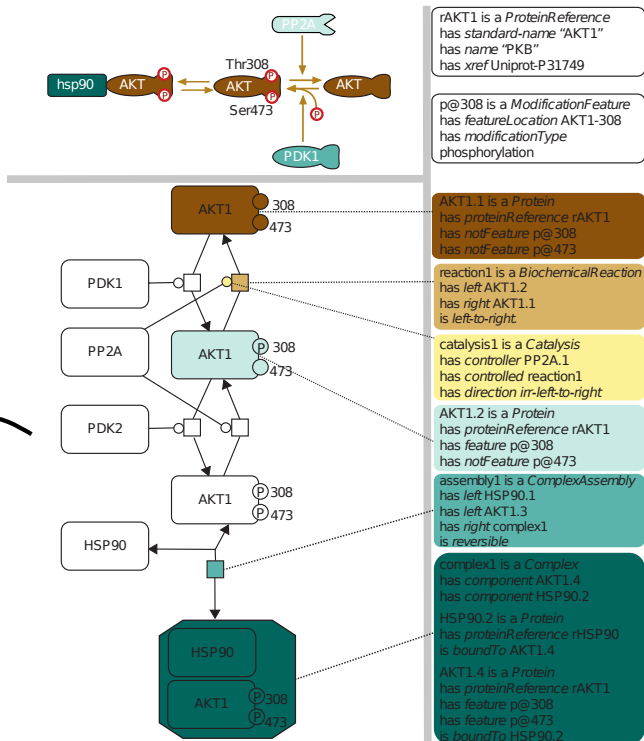 PP2A
Thr308
P
P
P
P
hsp90
AKT
AKT
AKT
Ser473
P
PDK1
AKT1
308
473
PDK1
PP2A
AKT1
P
308
473
PDK2
AKT1
P
308
P
473
HSP90
HSP90
AKT1
P
308
P
473
rAKT1 is a ProteinReference
has standard-name “AKT1”
has name “PKB”
has xref Uniprot-P31749
p@308 is a ModificationFeature
has featureLocation AKT1-308
has modificationType
phosphorylation
AKT1.1 is a Protein
has proteinReference rAKT1
has notFeature p@308
has notFeature p@473
reaction1 is a BiochemicalReaction
has left AKT1.2
has right AKT1.1
is left-to-right.
catalysis1 is a Catalysis
has controller PP2A.1
has controlled reaction1
has direction irr-left-to-right
AKT1.2 is a Protein
has proteinReference rAKT1
has feature p@308
has notFeature p@473
assembly1 is a ComplexAssembly
has left HSP90.1
has left AKT1.3
has right complex1
is reversible
complex1 is a Complex
has component AKT1.4
has component HSP90.2
HSP90.2 is a Protein
has proteinReference rHSP90
is boundTo AKT1.4
AKT1.4 is a Protein
has proteinReference rAKT1
has feature p@308
has feature p@473
is boundTo HSP90.2